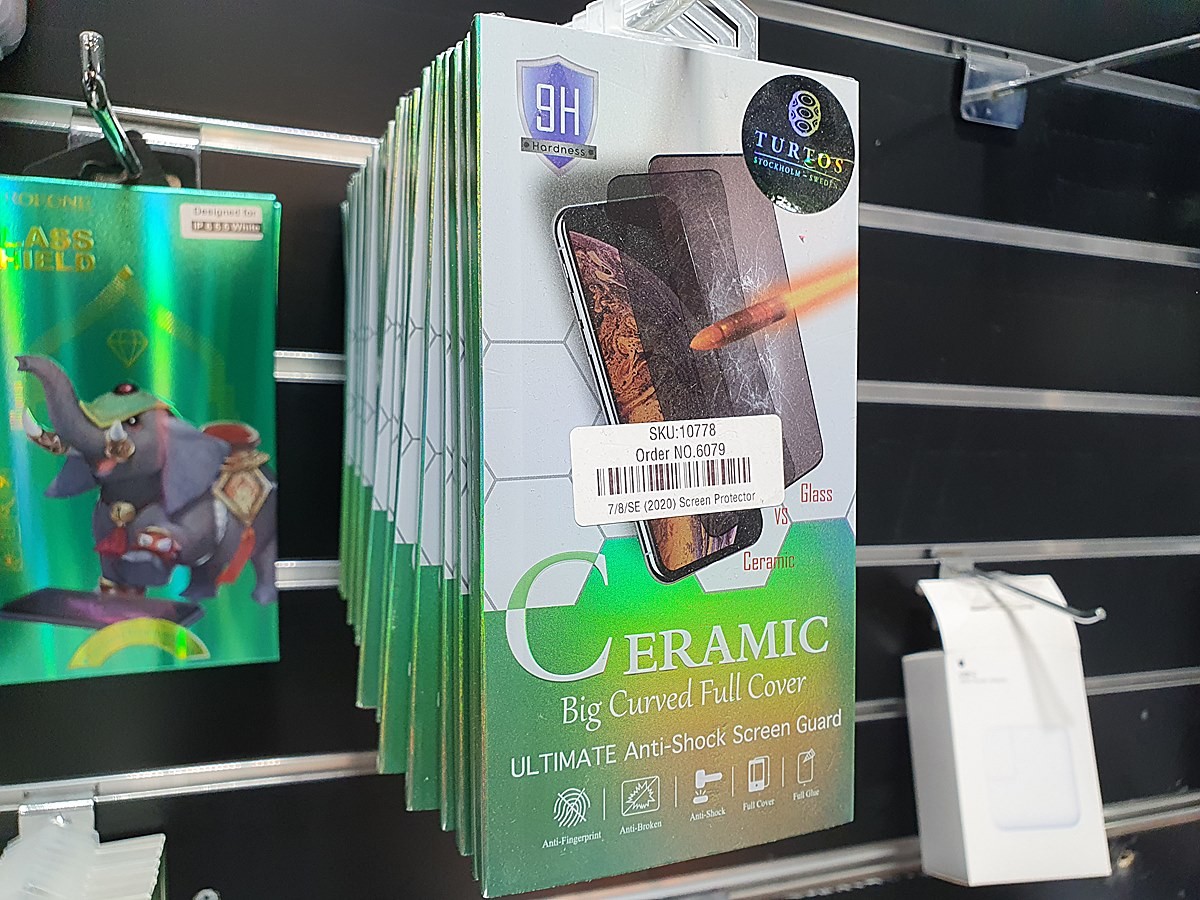 LASS
HIELD
Designed for
9H
Hardness
TURTOS
STOCKHOLM - SWEDEN
SKU:10778
Order NO.6079
7/8/SE (2020) Screen Protector
Glass
VS
Ceramic
CERAMIC
Big Curved Full Cover
ULTIMATE Anti-Shock Screen Guard
Anti-Fingerprint
Anti-Broken
Anti-Shock
Full Cover
Full Glue